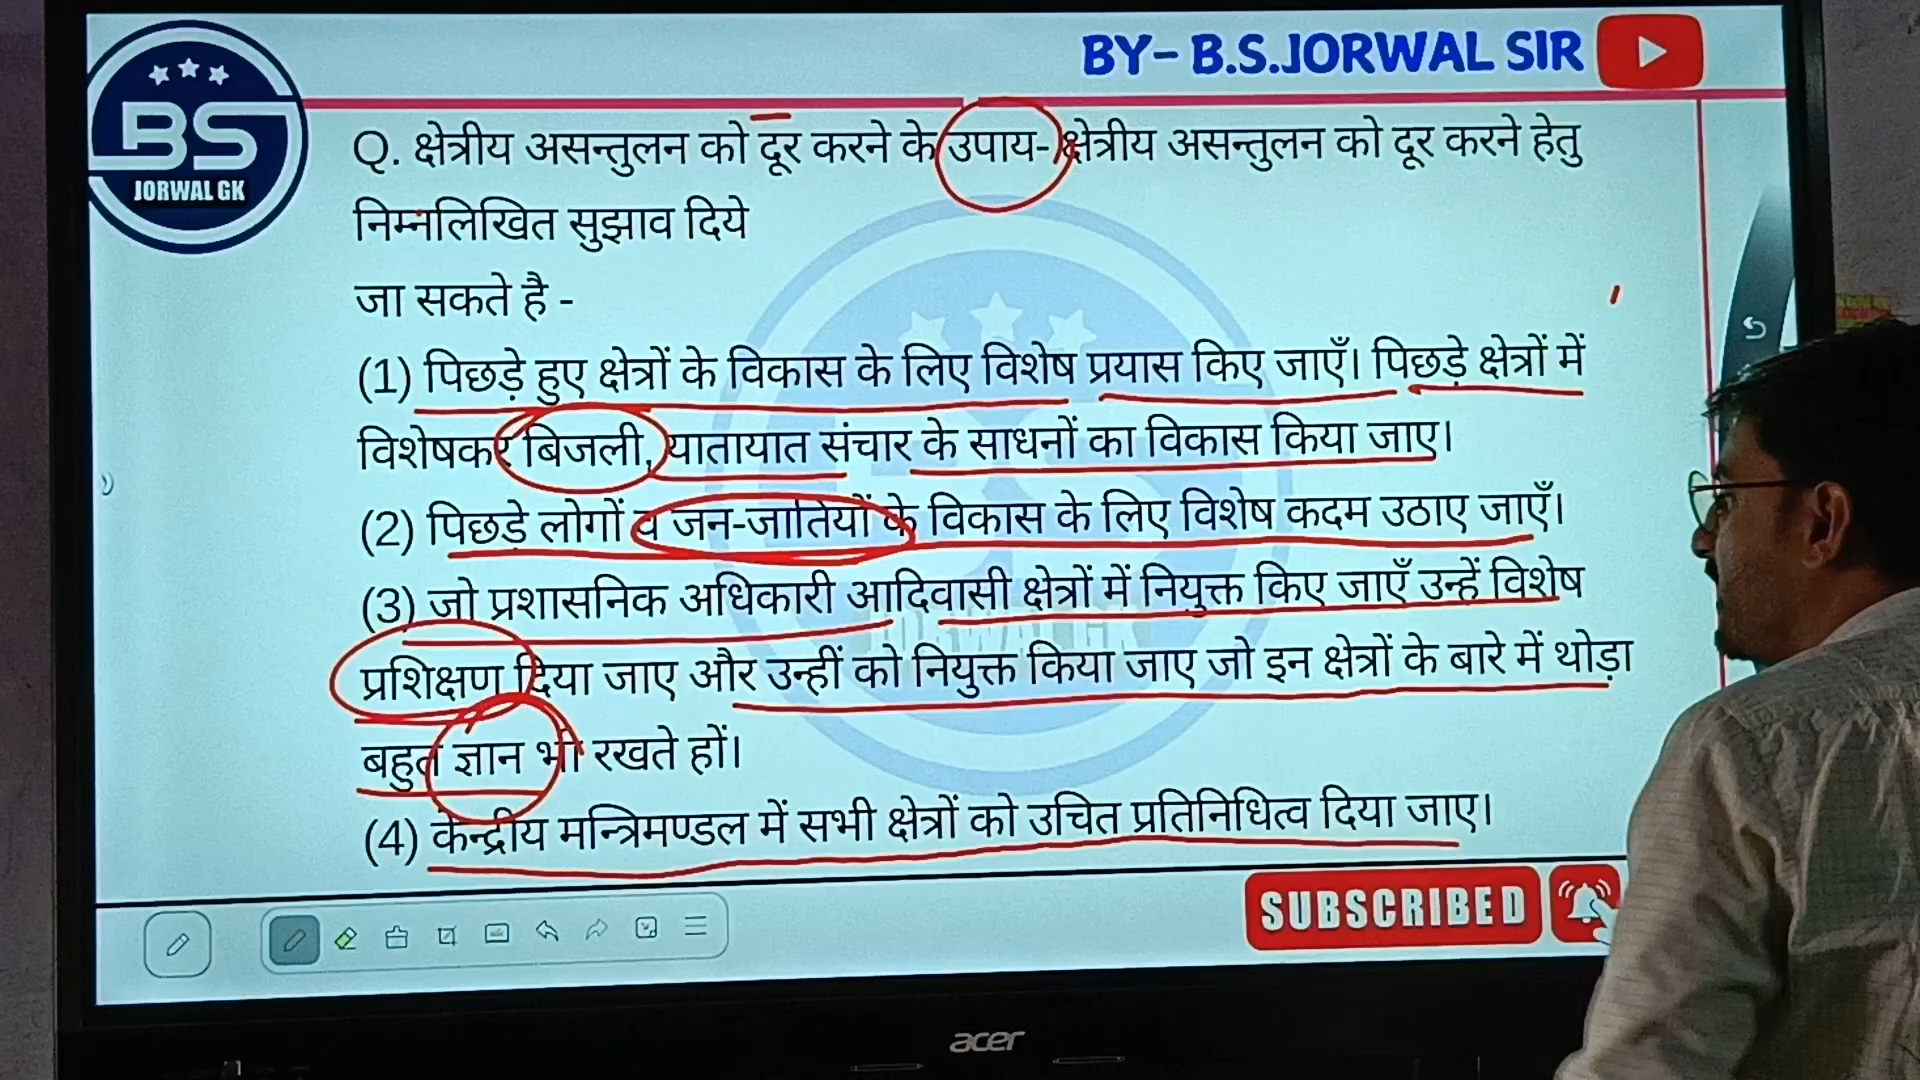 BY- B.S.JORWAL SIR
BS
JORWAL GK
Q. क्षेत्रीय असन्तुलन को दूर करने के उपाय- क्षेत्रीय असन्तुलन को दूर करने हेतु
निम्नलिखित सुझाव दिये
जा सकते है -
(1) पिछड़े हुए क्षेत्रों के विकास के लिए विशेष प्रयास किए जाएँ। पिछड़े क्षेत्रों में
विशेषकर बिजली, यातायात संचार के साधनों का विकास किया जाए।
(2) पिछड़े लोगों व जन-जातियों के विकास के लिए विशेष कदम उठाए जाएँ।
(3) जो प्रशासनिक अधिकारी आदिवासी क्षेत्रों में नियुक्त किए जाएँ उन्हें विशेष
प्रशिक्षण दिया जाए और उन्हीं को नियुक्त किया जाए जो इन क्षेत्रों के बारे में थोड़ा
बहुत ज्ञान भी रखते हों।
(4) केन्द्रीय मन्त्रिमण्डल में सभी क्षेत्रों को उचित प्रतिनिधित्व दिया जाए।
JORWAL GK
SUBSCRIBED
acer